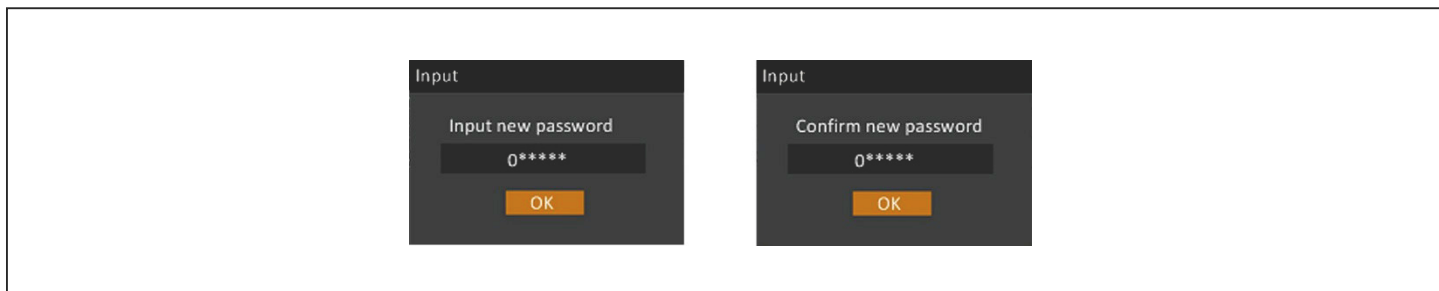 Input
Input new password
0*****
OK
Input
Confirm new password
0*****
OK